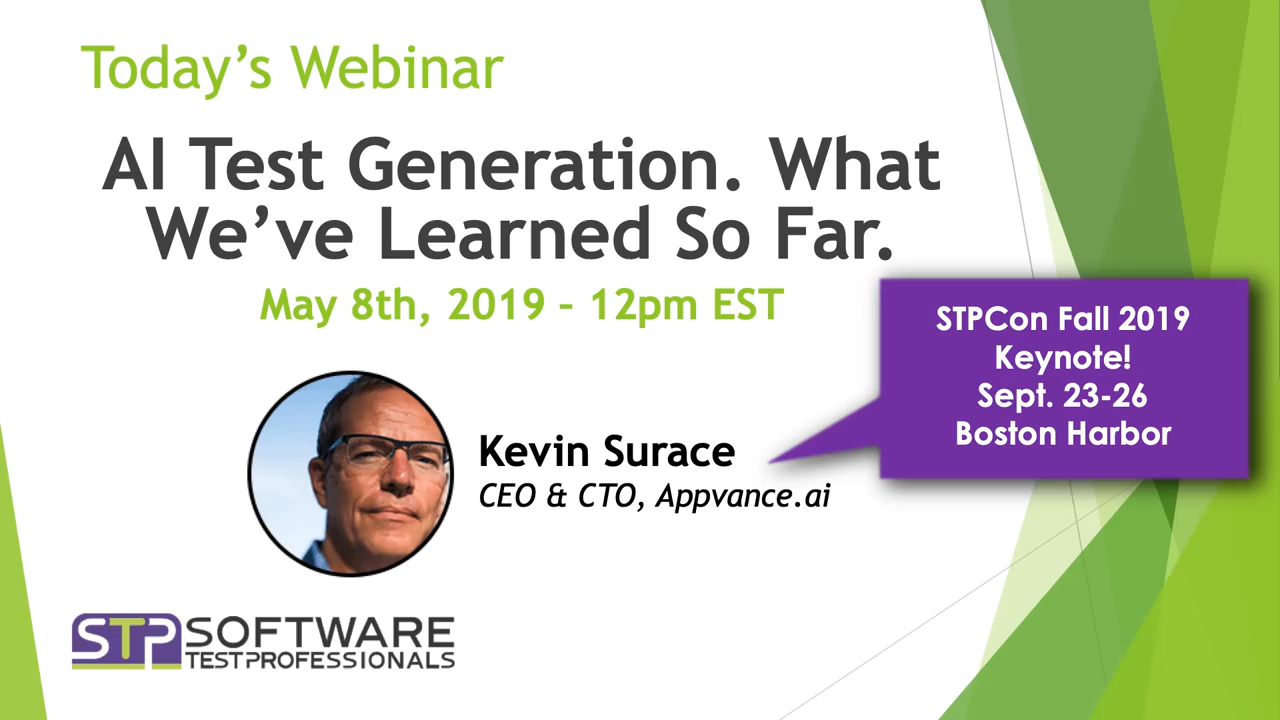 Today’s Webinar
AI Test Generation. What
We’ve Learned So Far.
May 8th, 2019 – 12pm EST
STPCon Fall 2019
Keynote!
Sept. 23-26
Boston Harbor
Kevin Surace
CEO & CTO, Appvance.ai
STP SOFTWARE
TEST PROFESSIONALS